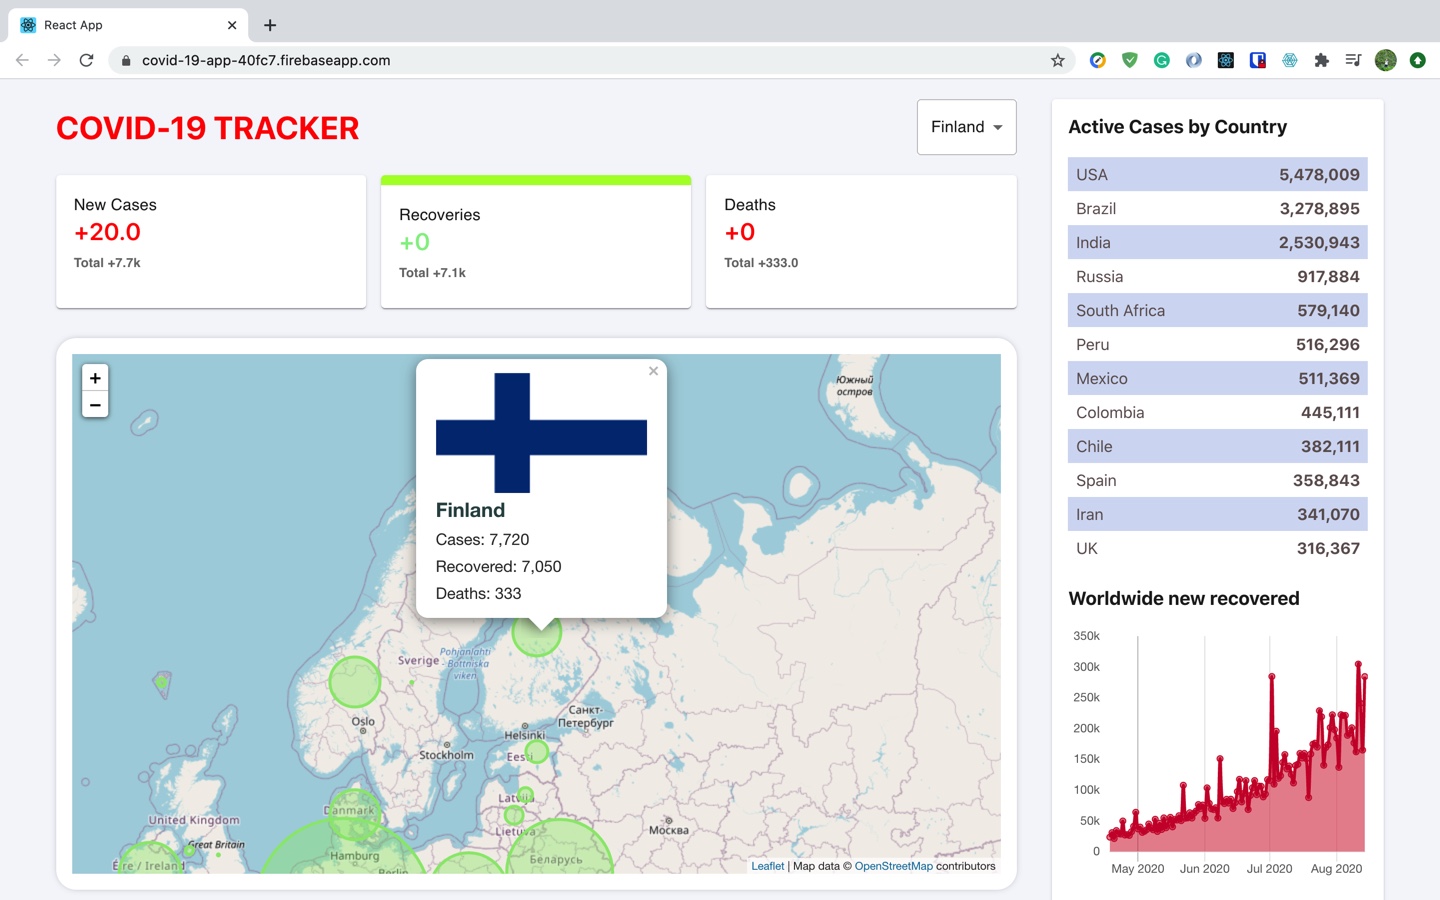 React App
covid-19-app-40fc7.firebaseapp.com
COVID-19 TRACKER
Finland
New Cases
+20.0
Total +7.7k
Recoveries
+0
Total +7.1k
Deaths
+0
Total +333.0
+
−
×
Finland
Cases: 7,720
Recovered: 7,050
Deaths: 333
Южный
остров
Sverige
Pohjanlahti
- Bottniska
viken
Oslo
Stockholm
Helsinki
Санкт-
Петербург
Eesti
Latvija
Lietuva
Danmark
United Kingdom
Great Britain
Éire / Ireland
Hamburg
Berlin
Беларусь
Москва
Leaflet | Map data © OpenStreetMap contributors
Active Cases by Country
USA 5,478,009
Brazil 3,278,895
India 2,530,943
Russia 917,884
South Africa 579,140
Peru 516,296
Mexico 511,369
Colombia 445,111
Chile 382,111
Spain 358,843
Iran 341,070
UK 316,367
Worldwide new recovered
350k
300k
250k
200k
150k
100k
50k
0
May 2020 Jun 2020 Jul 2020 Aug 2020